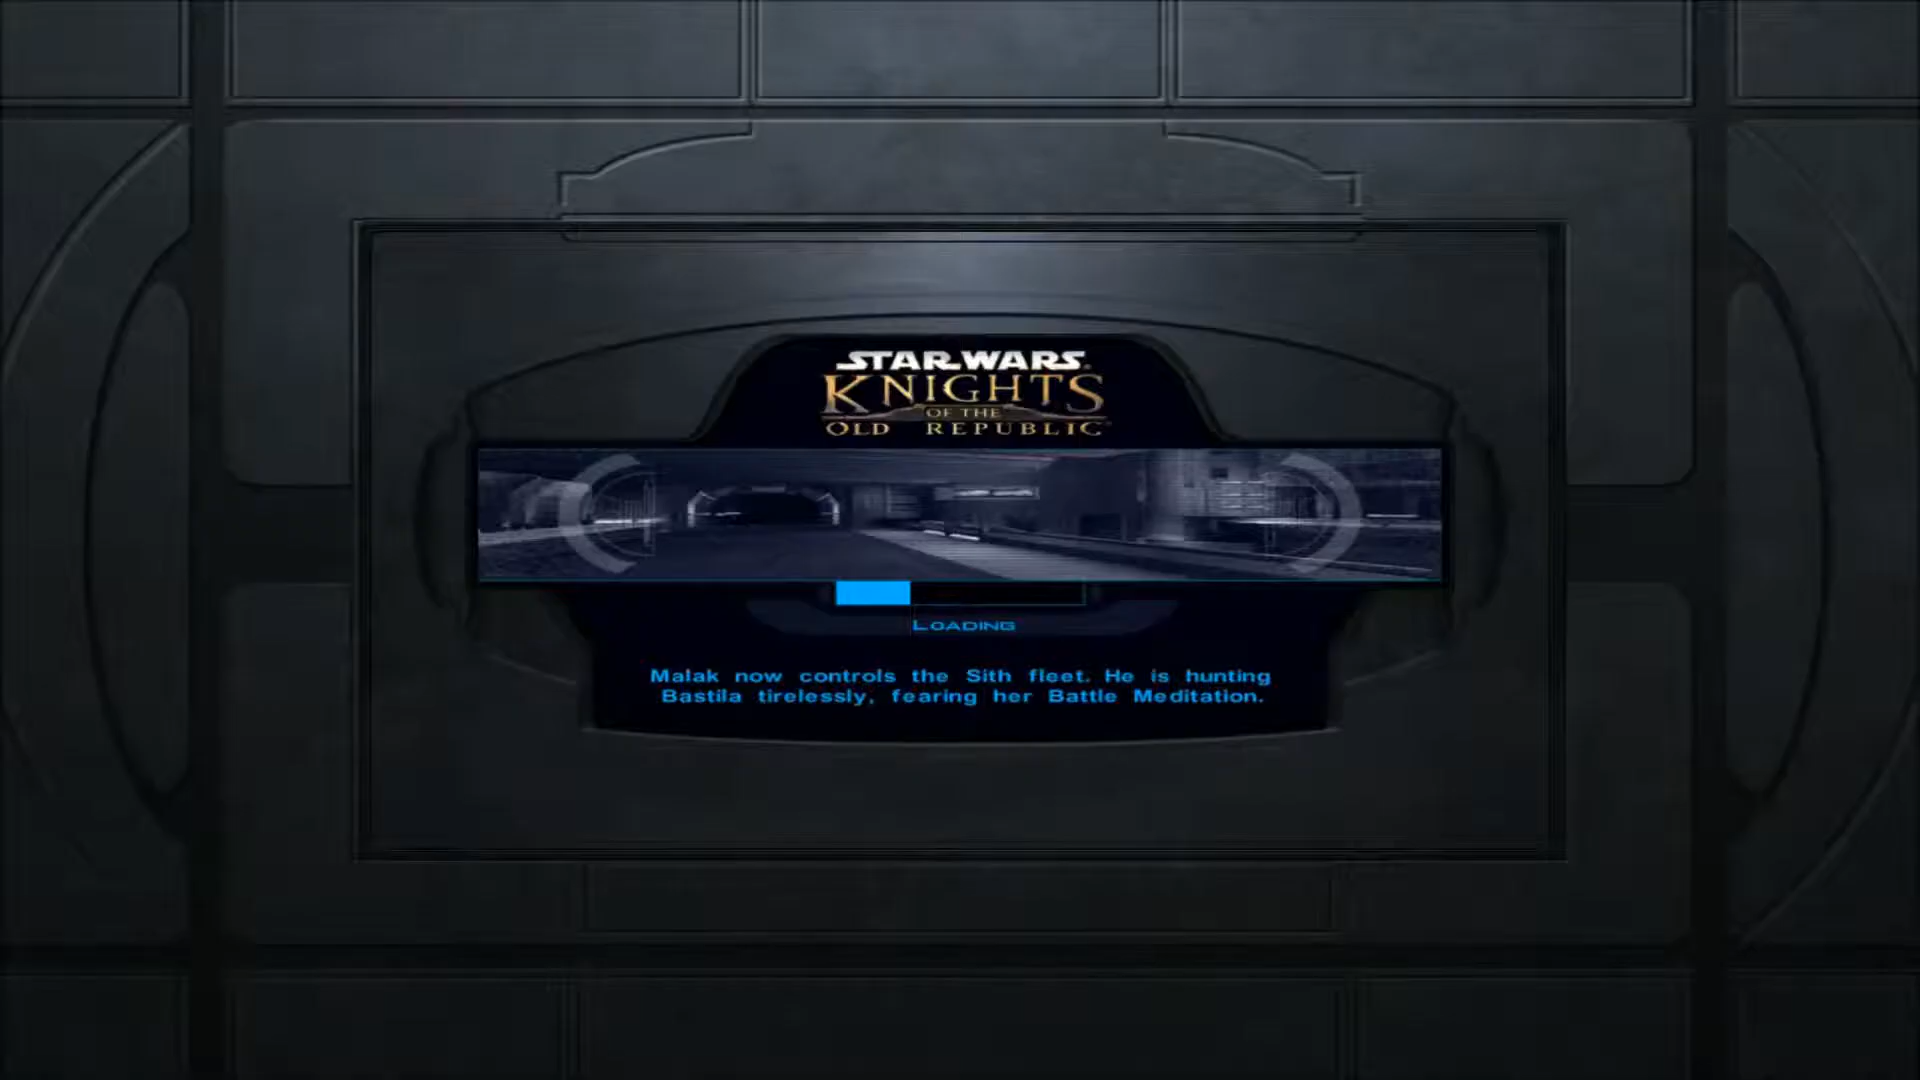 STAR WARS
KNIGHTS
OF THE
OLD REPUBLIC
LOADING
Malak now controls the Sith fleet. He is hunting
Bastila tirelessly, fearing her Battle Meditation.